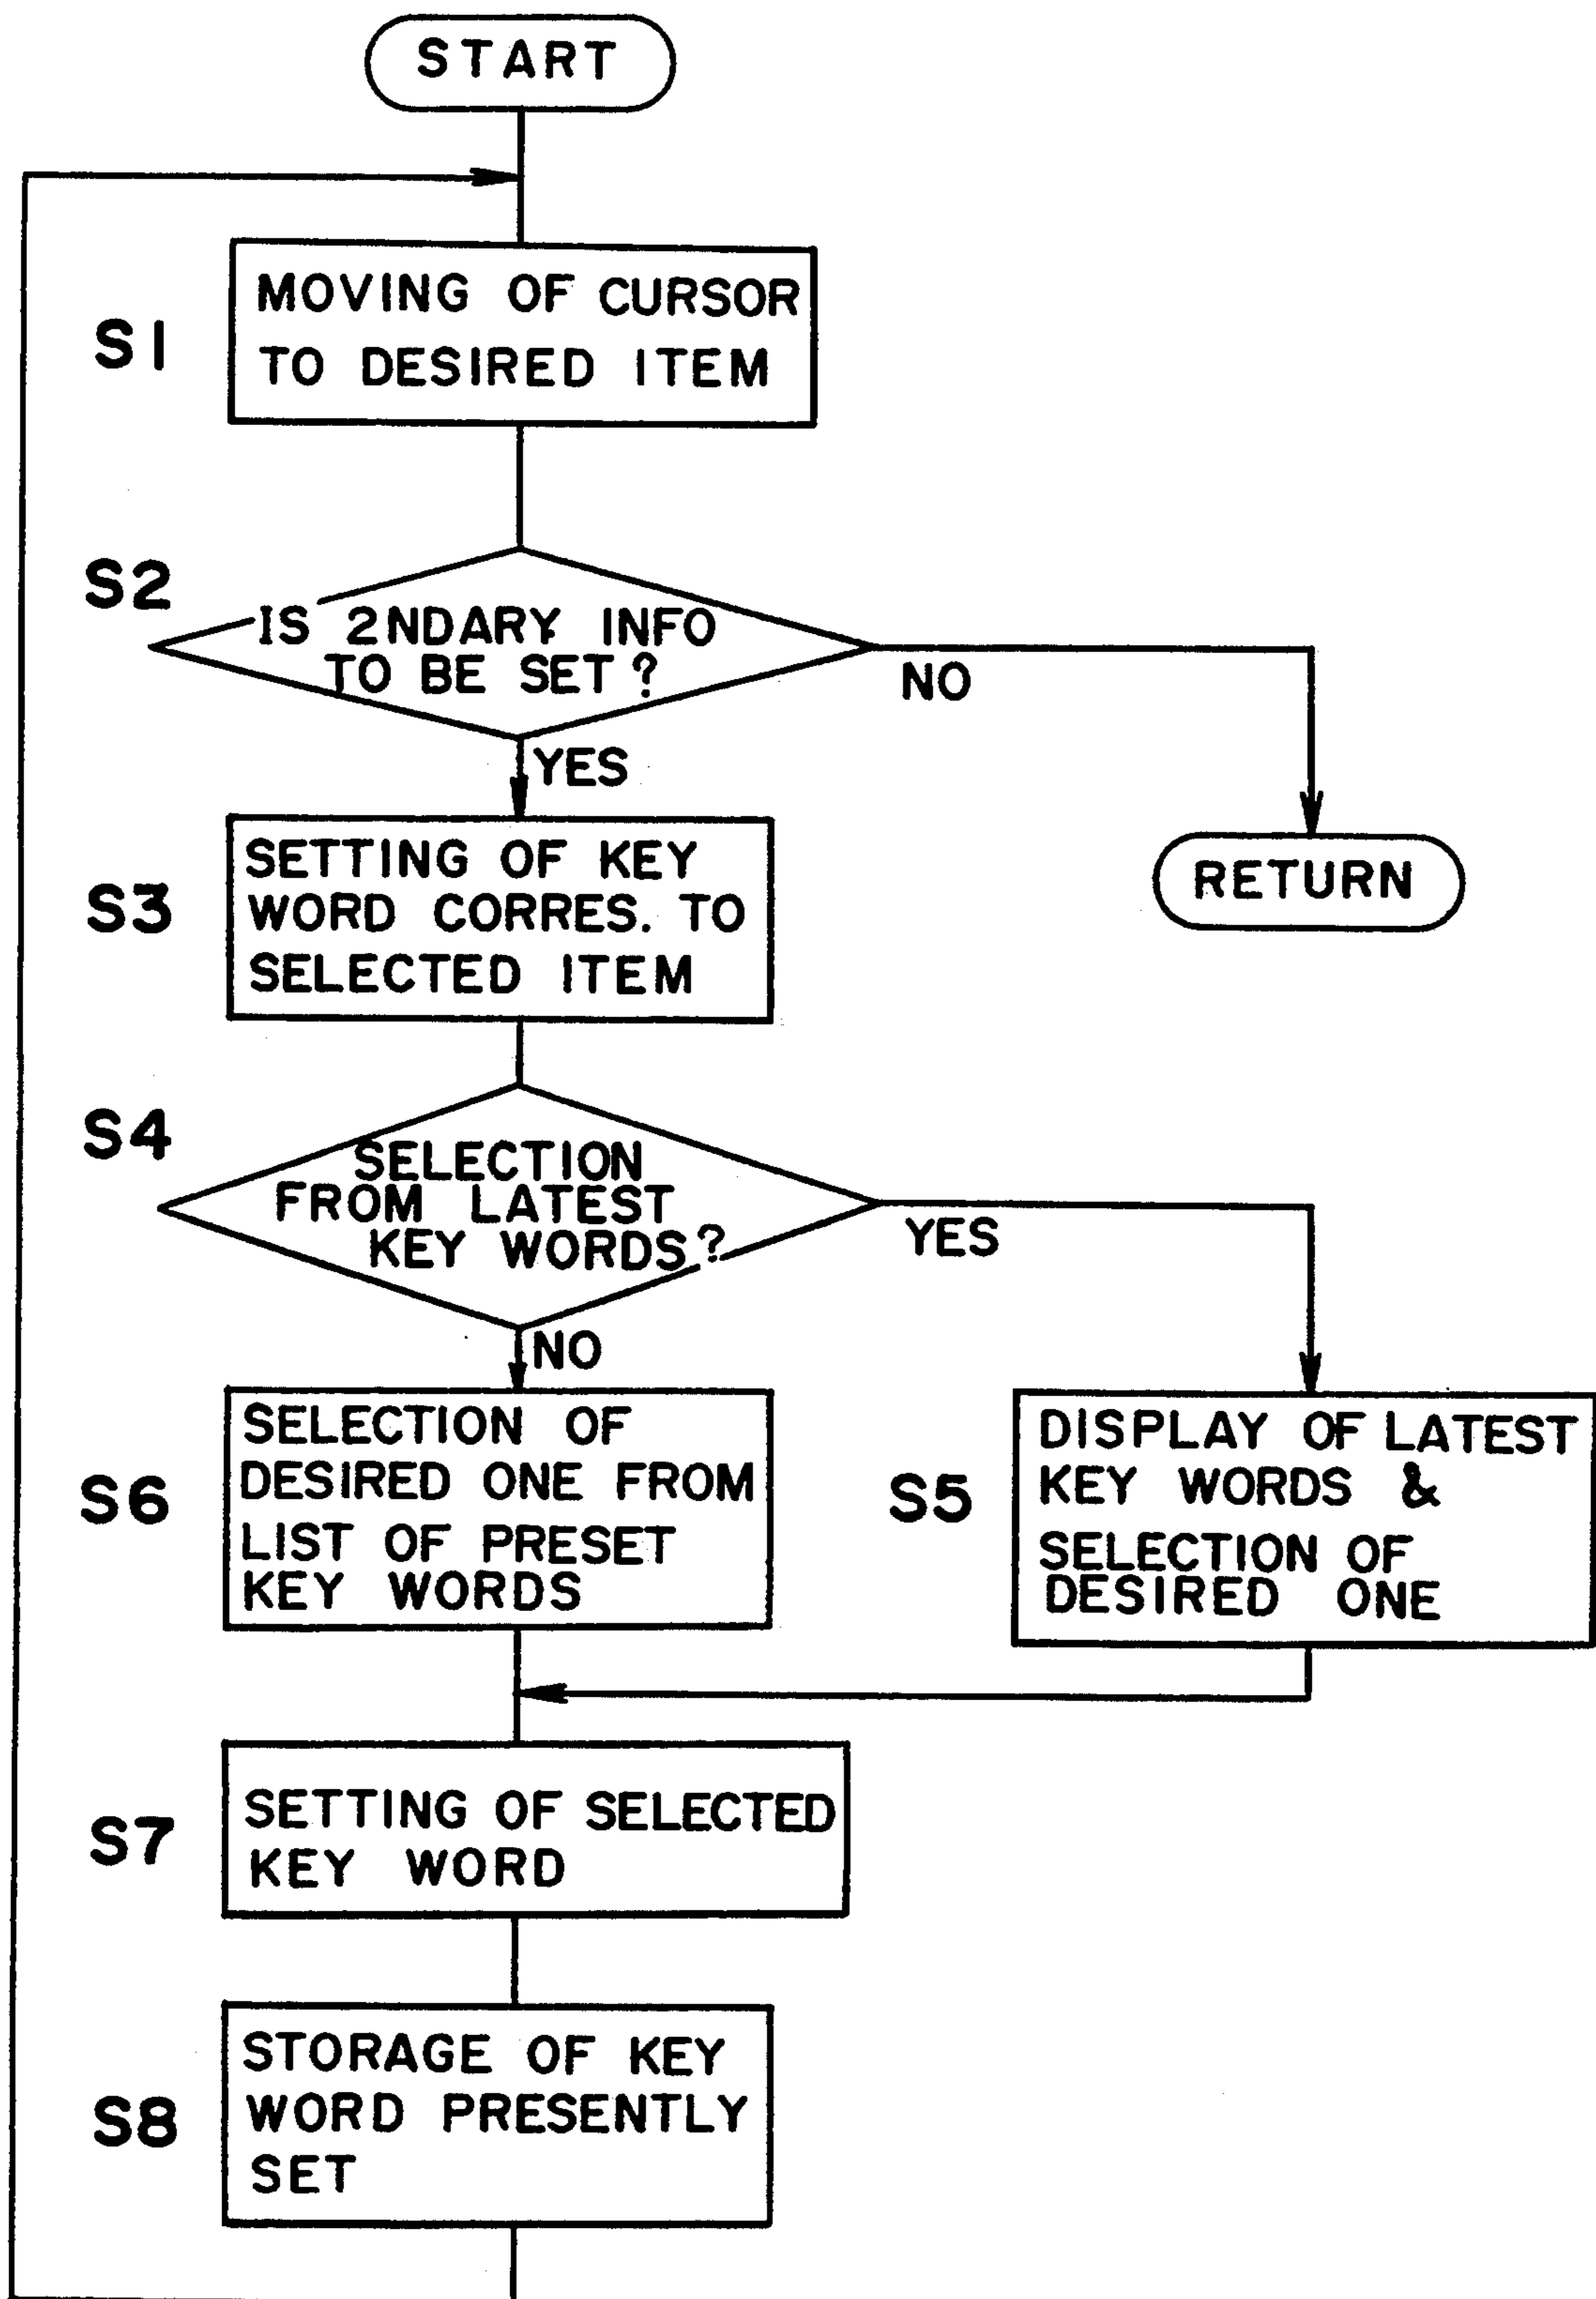 START
S1
MOVING OF CURSOR
TO DESIRED ITEM
S2
IS 2NDARY INFO
TO BE SET?
NO
YES
RETURN
S3
SETTING OF KEY
WORD CORRES. TO
SELECTED ITEM
S4
SELECTION
FROM LATEST
KEY WORDS?
YES
NO
S6
SELECTION OF
DESIRED ONE FROM
LIST OF PRESET
KEY WORDS
S5
DISPLAY OF LATEST
KEY WORDS &
SELECTION OF
DESIRED ONE
S7
SETTING OF SELECTED
KEY WORD
S8
STORAGE OF KEY
WORD PRESENTLY
SET